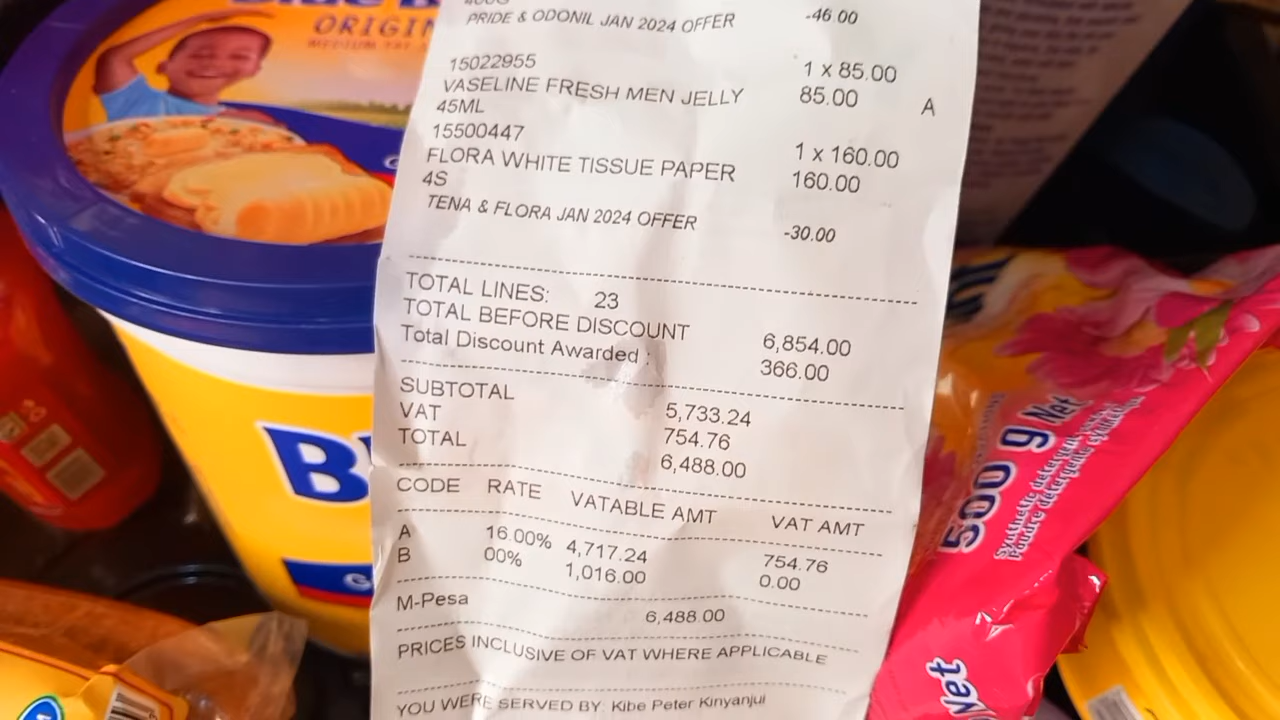 ORIGIN
PRIDE & ODONIL JAN 2024 OFFER -46.00
15022955 1 X 85.00
VASELINE FRESH MEN JELLY 85.00 A
45ML
15500447 1 X 160.00
FLORA WHITE TISSUE PAPER 160.00
4S
TENA & FLORA JAN 2024 OFFER -30.00
TOTAL LINES: 23
TOTAL BEFORE DISCOUNT 6,854.00
Total Discount Awarded : 366.00
SUBTOTAL 5,733.24
VAT 754.76
TOTAL 6,488.00
CODE RATE VATABLE AMT VAT AMT
A 16.00% 4,717.24 754.76
B 00% 1,016.00 0.00
M-Pesa 6,488.00
PRICES INCLUSIVE OF VAT WHERE APPLICABLE
YOU WERE SERVED BY: Kibe Peter Kinyanjui
B
500 g Net
Synthetic detergent
Poudre détergente
Net